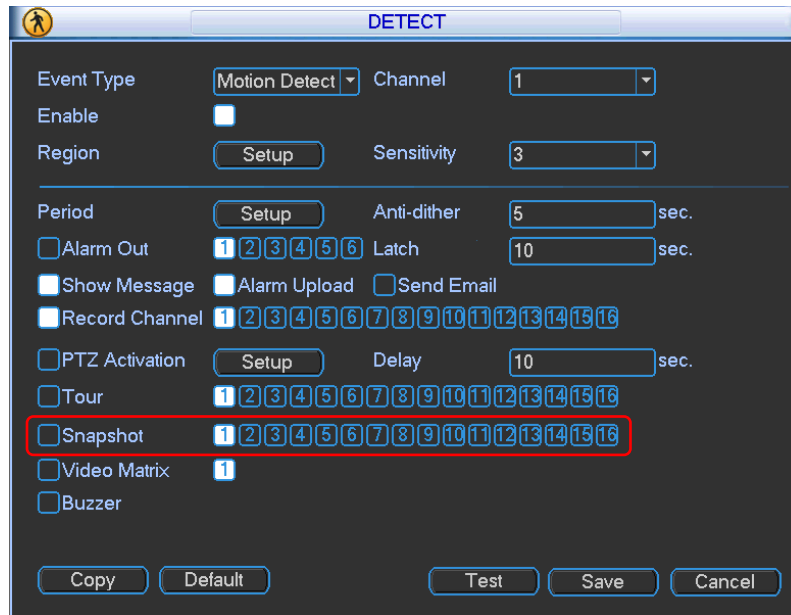 DETECT
Event Type Motion Detect Channel 1
Enable
Region Setup Sensitivity 3
Period Setup Anti-dither 5 sec.
Alarm Out 1 2 3 4 5 6 Latch 10 sec.
Show Message Alarm Upload Send Email
Record Channel 1 2 3 4 5 6 7 8 9 10 11 12 13 14 15 16
PTZ Activation Setup Delay 10 sec.
Tour 1 2 3 4 5 6 7 8 9 10 11 12 13 14 15 16
Snapshot 1 2 3 4 5 6 7 8 9 10 11 12 13 14 15 16
Video Matrix 1
Buzzer
Copy Default Test Save Cancel